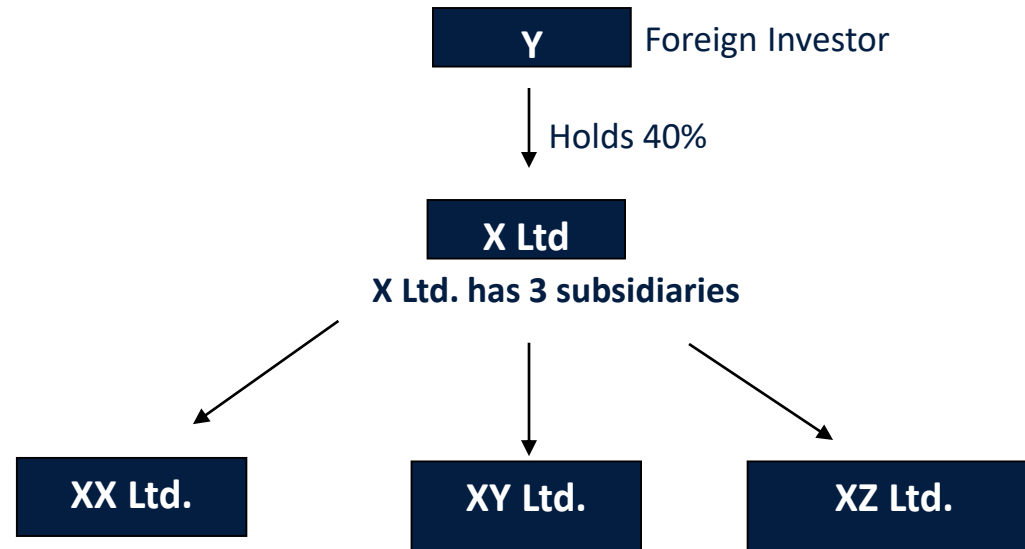 Y
Foreign Investor
Holds 40%
X Ltd
X Ltd. has 3 subsidiaries
XX Ltd.
XY Ltd.
XZ Ltd.